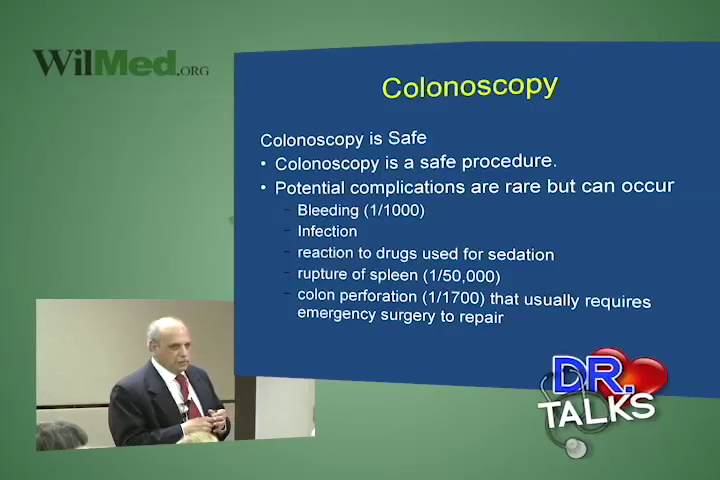 WilMed.ORG
Colonoscopy
Colonoscopy is Safe
• Colonoscopy is a safe procedure.
• Potential complications are rare but can occur
– Bleeding (1/1000)
– Infection
– reaction to drugs used for sedation
– rupture of spleen (1/50,000)
– colon perforation (1/1700) that usually requires
emergency surgery to repair
DR.
TALKS